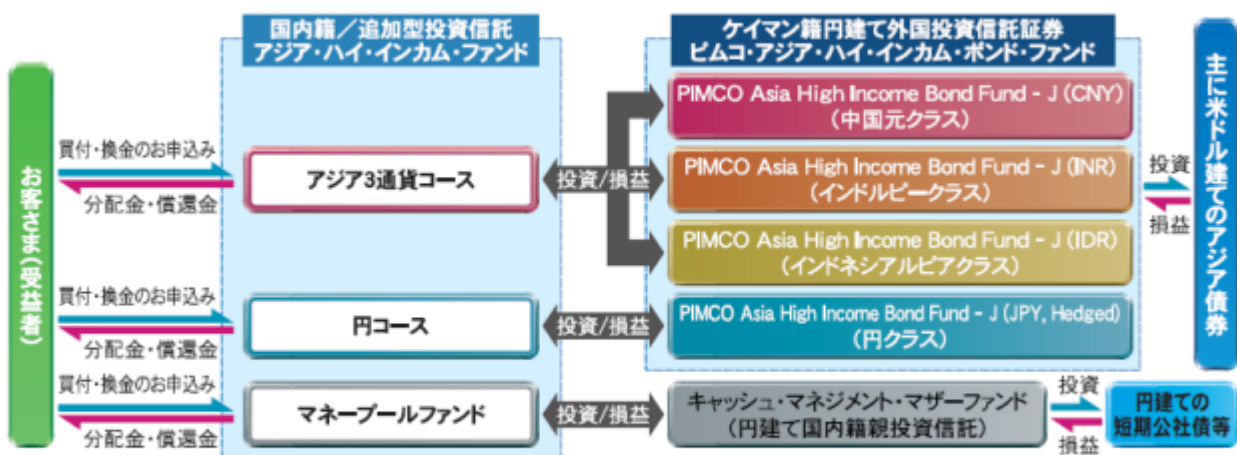 国内籍/追加型投資信託
アジア・ハイ・インカム・ファンド
ケイマン籍円建て外国投資信託証券
ピムコ・アジア・ハイ・インカム・ボンド・ファンド
お客さま(受益者)
買付・換金のお申込み
分配金・償還金
アジア3通貨コース
投資/損益
PIMCO Asia High Income Bond Fund - J (CNY)
(中国元クラス)
PIMCO Asia High Income Bond Fund - J (INR)
(インドルピークラス)
PIMCO Asia High Income Bond Fund - J (IDR)
(インドネシアルピアクラス)
投資
損益
主に米ドル建てのアジア債券
買付・換金のお申込み
分配金・償還金
円コース
投資/損益
PIMCO Asia High Income Bond Fund - J (JPY, Hedged)
(円クラス)
買付・換金のお申込み
分配金・償還金
マネープールファンド
投資/損益
キャッシュ・マネジメント・マザーファンド
(円建て国内籍親投資信託)
投資
損益
円建ての
短期公社債等